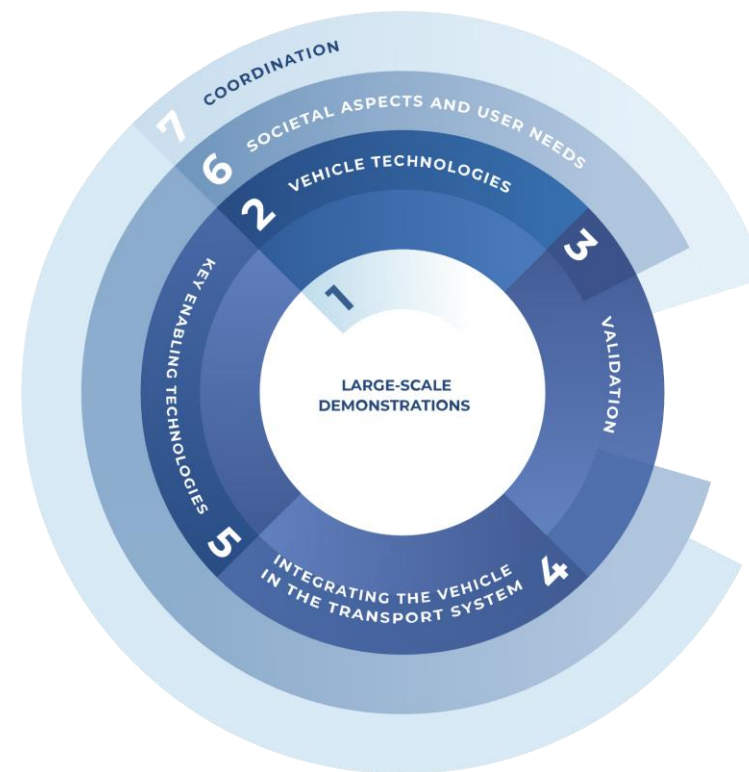 7 COORDINATION
6 SOCIETAL ASPECTS AND USER NEEDS
2 VEHICLE TECHNOLOGIES
3 VALIDATION
1
LARGE-SCALE
DEMONSTRATIONS
5 KEY ENABLING TECHNOLOGIES
4 INTEGRATING THE VEHICLE
IN THE TRANSPORT SYSTEM